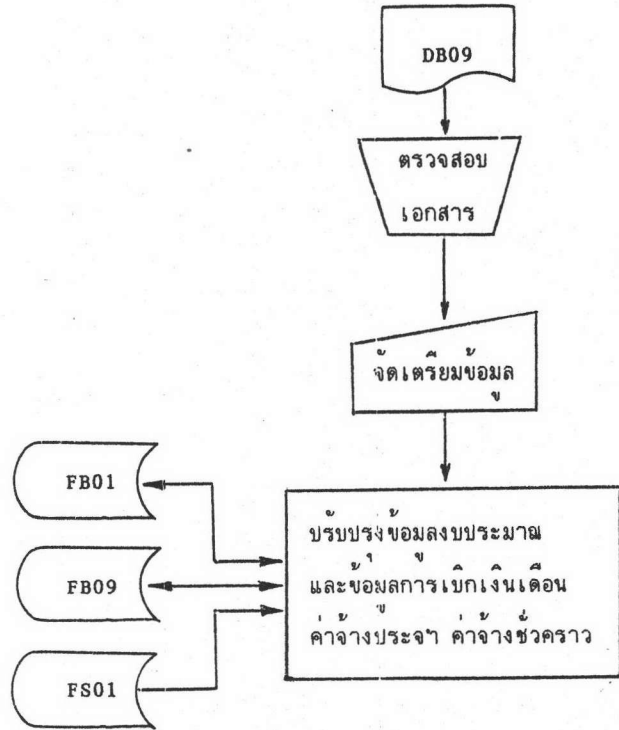 DB09
ตรวจสอบ
เอกสาร
จัดเตรียมข้อมูล
FB01
ปรับปรุงข้อมูลงบประมาณ
FB09
และข้อมูลการเบิกเงินเดือน
ค่าจ้างประจำ ค่าจ้างชั่วคราว
FS01